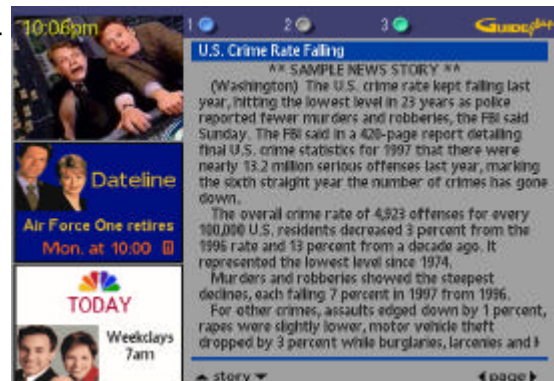 10:06pm
1 2 3 GUIDE Plus+
U.S. Crime Rate Falling
** SAMPLE NEWS STORY **
(Washington) The U.S. crime rate kept falling last
year, hitting the lowest level in 23 years as police
reported fewer murders and robberies, the FBI said
Sunday. The FBI said in a 420-page report detailing
final U.S. crime statistics for 1997 that there were
nearly 13.2 million serious offenses last year, marking
the sixth straight year the number of crimes has gone
down.
The overall crime rate of 4,923 offenses for every
100,000 U.S. residents decreased 3 percent from the
1996 rate and 13 percent from a decade ago. It
represented the lowest level since 1974.
Murders and robberies showed the steepest
declines, each falling 7 percent in 1997 from 1996.
For other crimes, assaults edged down by 1 percent,
rapes were slightly lower, motor vehicle theft
dropped by 3 percent while burglaries, larcenies and
story page
Dateline
Air Force One retires
Mon. at 10:00
TODAY
Weekdays
7am